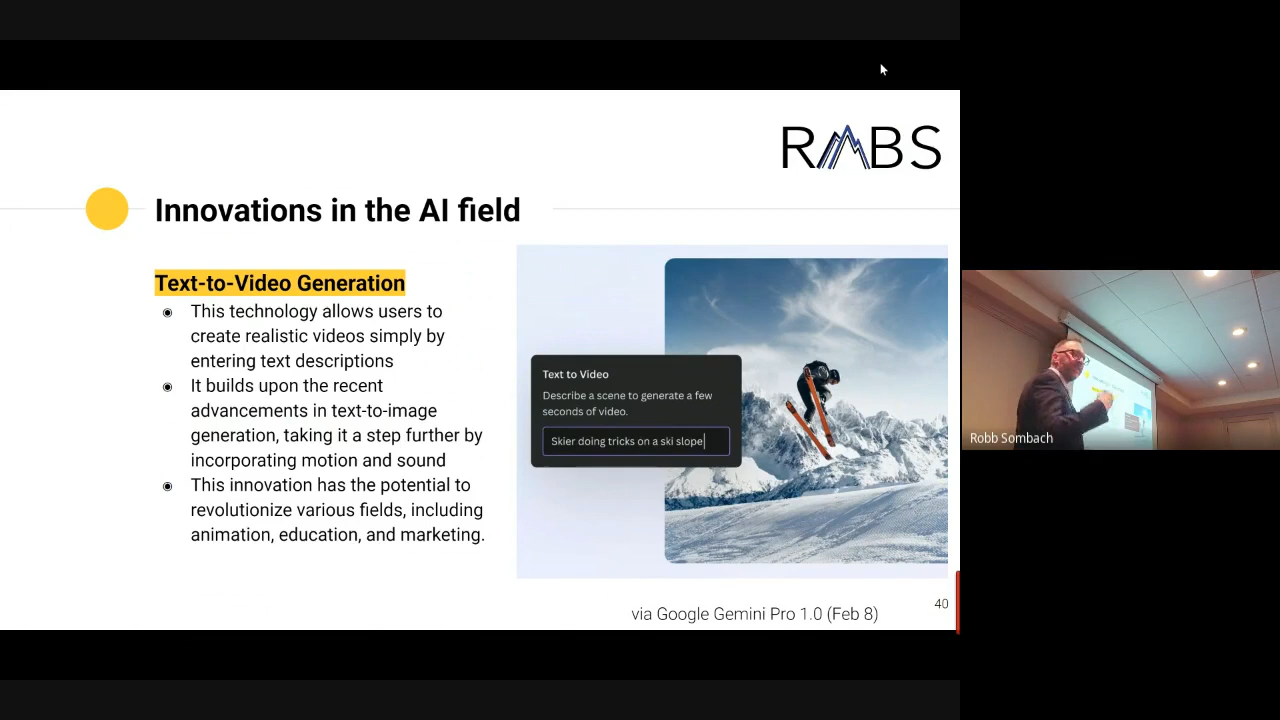 RMBS
Innovations in the AI field
Text-to-Video Generation
◉ This technology allows users to
create realistic videos simply by
entering text descriptions
◉ It builds upon the recent
advancements in text-to-image
generation, taking it a step further by
incorporating motion and sound
◉ This innovation has the potential to
revolutionize various fields, including
animation, education, and marketing.
Text to Video
Describe a scene to generate a few
seconds of video.
Skier doing tricks on a ski slope
via Google Gemini Pro 1.0 (Feb 8)
40
Robb Sombach